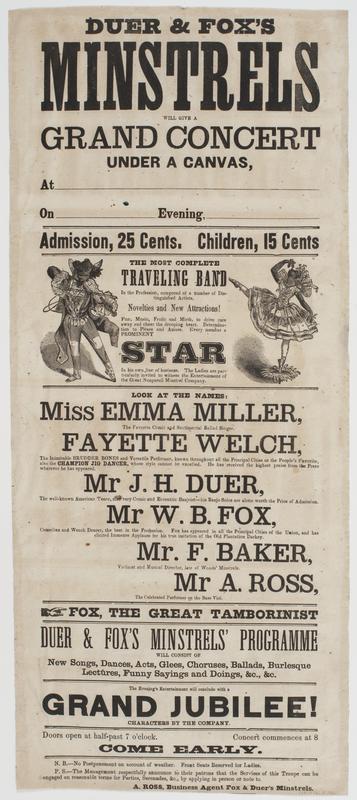 DUER & FOX'S
MINSTRELS
WILL GIVE A
GRAND CONCERT
UNDER A CANVAS,
At
On Evening,
Admission, 25 Cents. Children, 15 Cents
THE MOST COMPLETE
TRAVELING BAND
In the Profession, composed of a number of Dis-
tinguished Artists.
Novelties and New Attractions!
Fun, Music, Frolic and Mirth, to drive care
away and cheer the drooping heart. Determina-
tion to Please and Amuse. Every member a
PROMINENT
STAR
In his own line of business. The Ladies are par-
ticularly invited to witness the Entertainment of
the Great Nonpareil Minstrel Company.
LOOK AT THE NAMES:
Miss EMMA MILLER,
The Favorite Comic and Sentimental Ballad Singer.
FAYETTE WELCH,
The Inimitable BRUDDER BONES and Versatile Performer, known throughout all the Principal Cities as the People's Favorite,
also the CHAMPION JIG DANCER, whose style cannot be excelled. He has received the highest praise from the Press
wherever he has appeared.
Mr J. H. DUER,
The well-known American Tenor, the very Comic and Eccentric Banjoist—his Banjo Solos are alone worth the Price of Admission.
Mr W. B. FOX,
Comedian and Wench Dancer, the best in the Profession. Fox has appeared in all the Principal Cities of the Union, and has
elicited Immense Applause for his true imitation of the Old Plantation Darkey.
Mr. F. BAKER,
Violinist and Musical Director, late of Woods' Minstrels.
Mr A. ROSS,
The Celebrated Performer on the Bass Viol.
FOX, THE GREAT TAMBORINIST
DUER & FOX'S MINSTRELS' PROGRAMME
WILL CONSIST OF
New Songs, Dances, Acts, Glees, Choruses, Ballads, Burlesque
Lectures, Funny Sayings and Doings, &c., &c.
The Evening's Entertainment will conclude with a
GRAND JUBILEE!
CHARACTERS BY THE COMPANY.
Doors open at half-past 7 o'clock. Concert commences at 8
COME EARLY.
N. B.—No Postponement on account of weather. Front Seats Reserved for Ladies.
P. S.—The Management respectfully announce to their patrons that the Services of this Troupe can be
engaged on reasonable terms for Parties, Serenades, &c., by applying in person or note to
A. ROSS, Business Agent Fox & Duer's Minstrels.